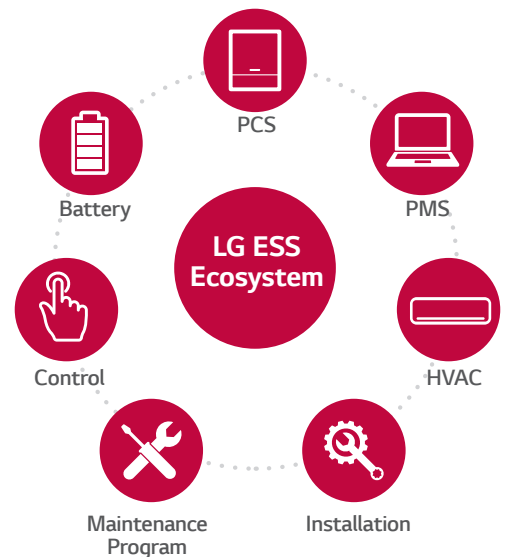 PCS
Battery
PMS
LG ESS
Ecosystem
Control
HVAC
Maintenance
Program
Installation